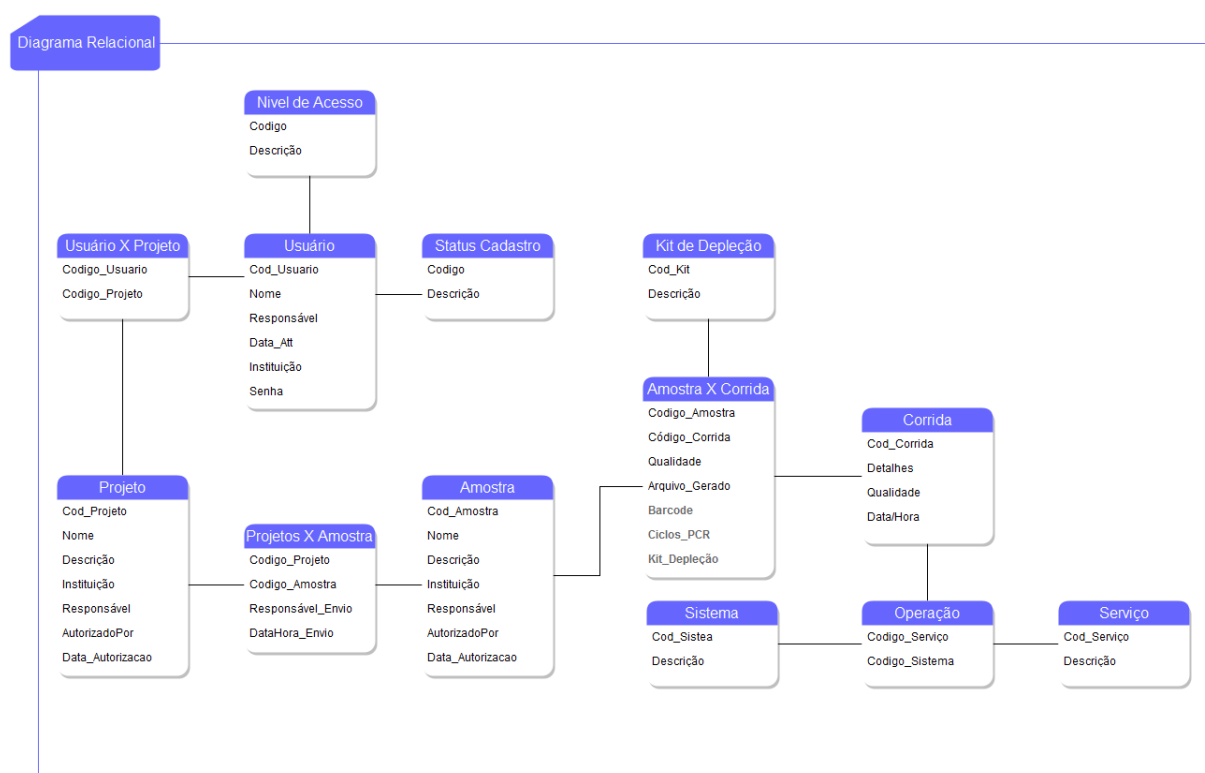 Diagrama Relacional
Nivel de Acesso
Codigo
Descrição
Usuário X Projeto
Codigo_Usuario
Codigo_Projeto
Usuário
Cod_Usuario
Nome
Responsável
Data_Att
Instituição
Senha
Status Cadastro
Codigo
Descrição
Kit de Depleção
Cod_Kit
Descrição
Amostra X Corrida
Codigo_Amostra
Código_Corrida
Qualidade
Arquivo_Gerado
Barcode
Ciclos_PCR
Kit_Depleção
Corrida
Cod_Corrida
Detalhes
Qualidade
Data/Hora
Projeto
Cod_Projeto
Nome
Descrição
Instituição
Responsável
AutorizadoPor
Data_Autorizacao
Projetos X Amostra
Codigo_Projeto
Codigo_Amostra
Responsável_Envio
DataHora_Envio
Amostra
Cod_Amostra
Nome
Descrição
Instituição
Responsável
AutorizadoPor
Data_Autorizacao
Sistema
Cod_Sistea
Descrição
Operação
Codigo_Serviço
Codigo_Sistema
Serviço
Cod_Serviço
Descrição